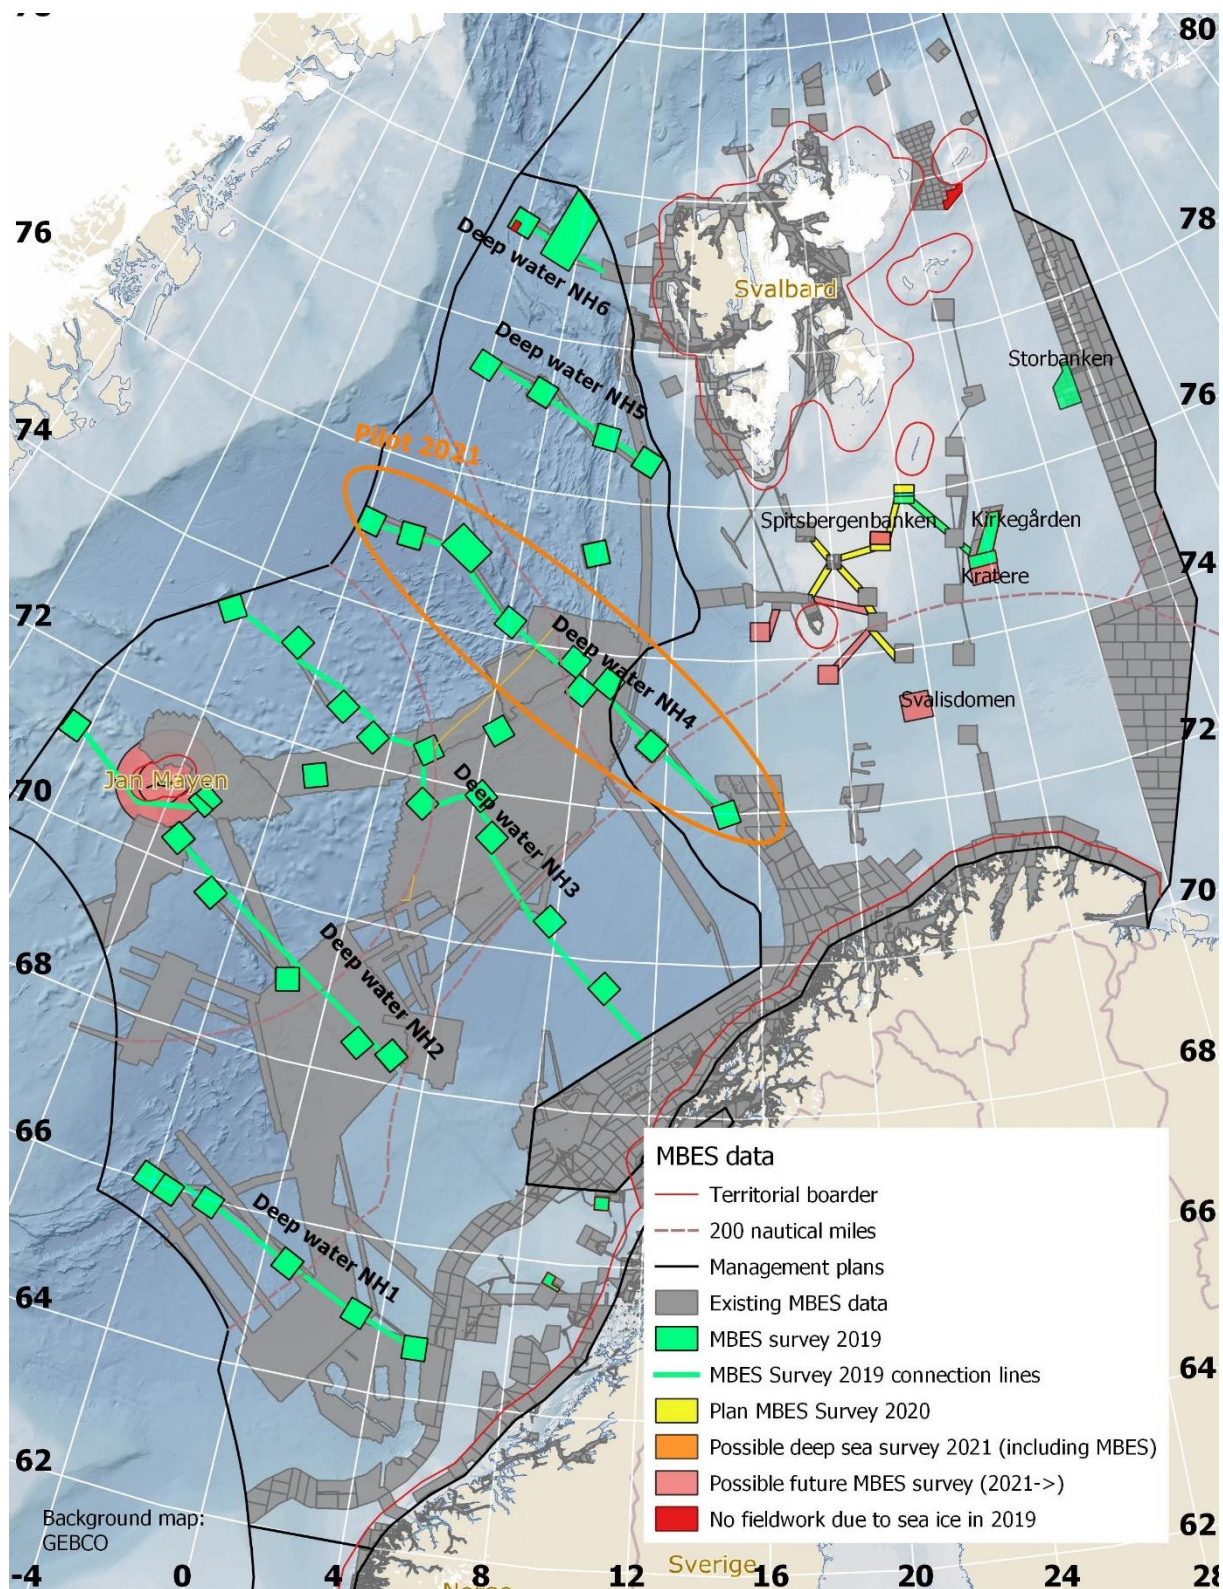 80
78
76
74
72
70
68
66
64
62
76
74
72
70
68
66
64
62
-4
0
4
8
12
16
20
24
28
Deep water NH6
Svalbard
Deep water NH5
Storbanken
Pilot 2021
Spitsbergenbanken
Kirkegården
Kratere
Deep water NH4
Svalisdomen
Jan Mayen
Deep water NH3
Deep water NH2
Deep water NH1
MBES data
Territorial boarder
200 nautical miles
Management plans
Existing MBES data
MBES survey 2019
MBES Survey 2019 connection lines
Plan MBES Survey 2020
Possible deep sea survey 2021 (including MBES)
Possible future MBES survey (2021->)
No fieldwork due to sea ice in 2019
Background map:
GEBCO
Sverige
Norge